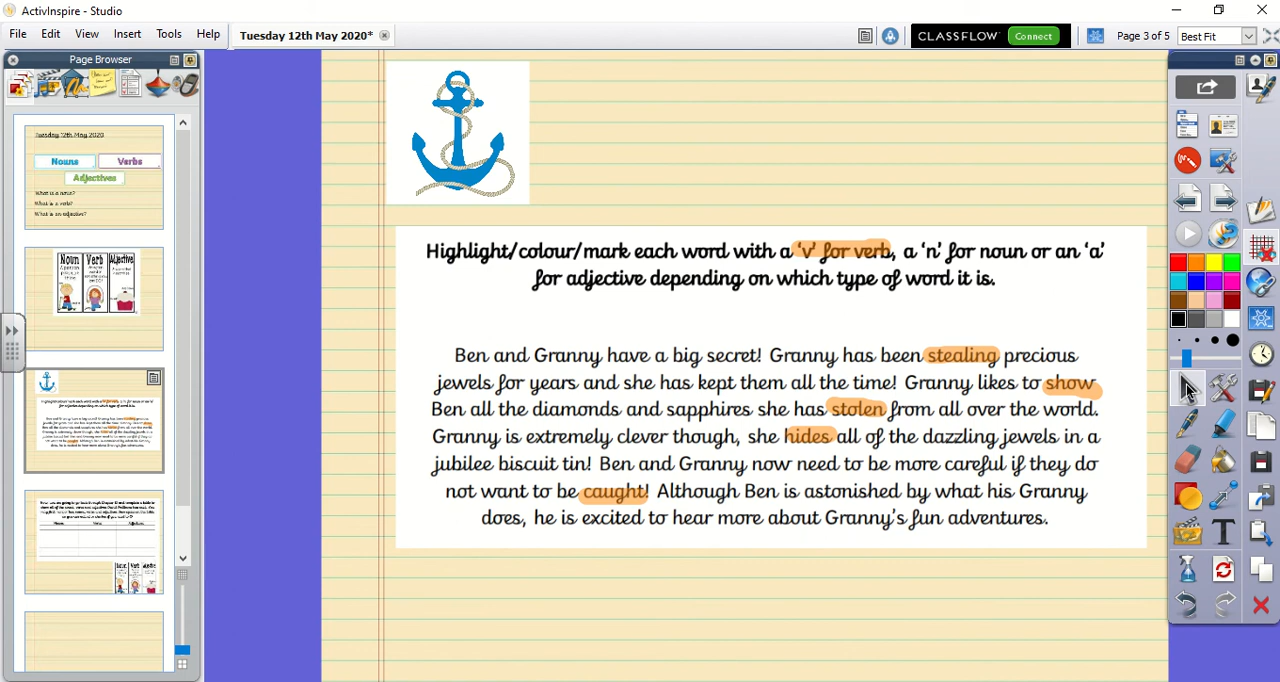 ActivInspire - Studio
File Edit View Insert Tools Help
Tuesday 12th May 2020*
CLASSFLOW Connect
Page 3 of 5
Best Fit
Page Browser
Tuesday 12th May 2020
Nouns Verbs
Adjectives
What is a noun?
What is a verb?
What is an adjective?
Noun Verb Adjective
Highlight/colour/mark each word with a 'v' for verb, a 'n' for noun or an 'a'
for adjective depending on which type of word it is.
Ben and Granny have a big secret! Granny has been stealing precious
jewels for years and she has kept them all the time! Granny likes to show
Ben all the diamonds and sapphires she has stolen from all over the world.
Granny is extremely clever though, she hides all of the dazzling jewels in a
jubilee biscuit tin! Ben and Granny now need to be more careful if they do
not want to be caught! Although Ben is astonished by what his Granny
does, he is excited to hear more about Granny's fun adventures.